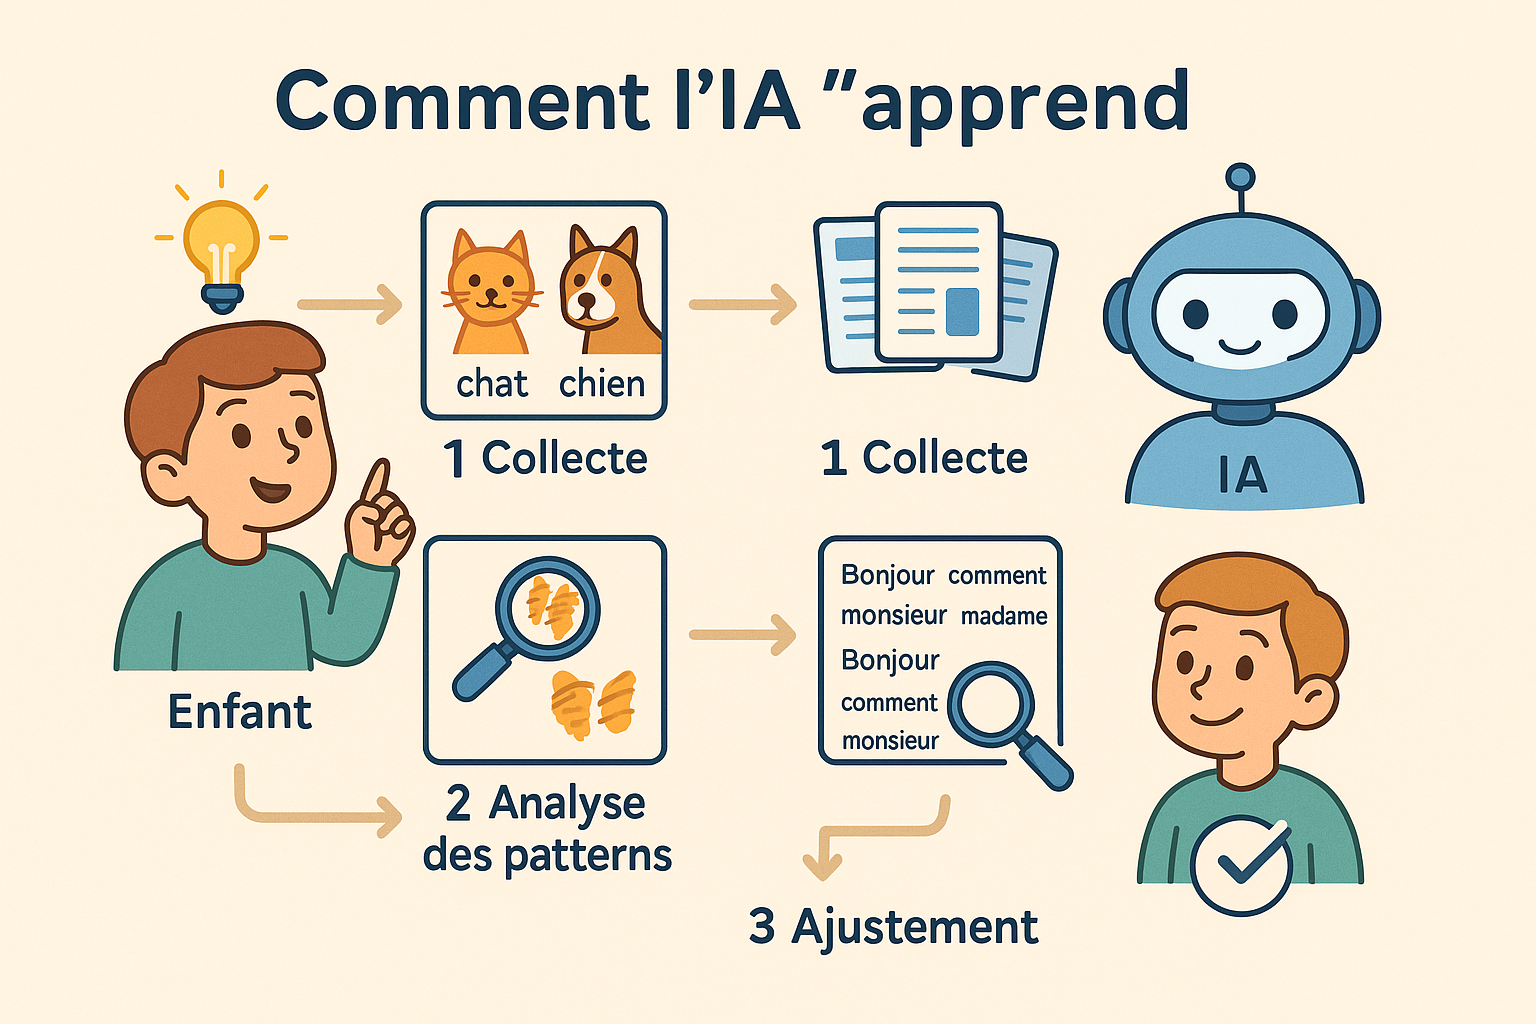 Comment l'IA "apprend
chat chien
1 Collecte
1 Collecte
IA
Enfant
2 Analyse
des patterns
Bonjour comment
monsieur madame
Bonjour
comment
monsieur
3 Ajustement